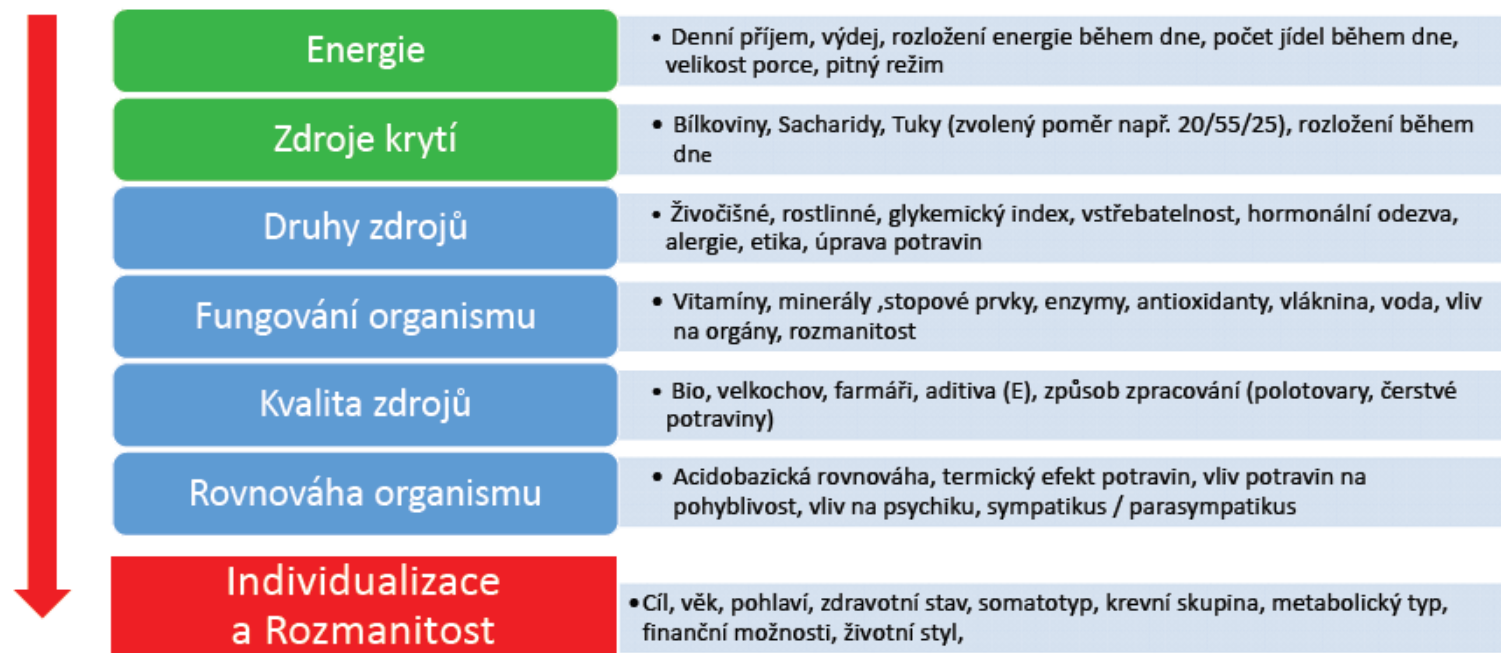 Energie
• Denní příjem, výdej, rozložení energie během dne, počet jídel během dne,
velikost porce, pitný režim
Zdroje krytí
• Bílkoviny, Sacharidy, Tuky (zvolený poměr např. 20/55/25), rozložení během
dne
Druhy zdrojů
• Živočišné, rostlinné, glykemický index, vstřebatelnost, hormonální odezva,
alergie, etika, úprava potravin
Fungování organismu
• Vitamíny, minerály ,stopové prvky, enzymy, antioxidanty, vláknina, voda, vliv
na orgány, rozmanitost
Kvalita zdrojů
• Bio, velkochov, farmáři, aditiva (E), způsob zpracování (polotovary, čerstvé
potraviny)
Rovnováha organismu
• Acidobazická rovnováha, termický efekt potravin, vliv potravin na
pohyblivost, vliv na psychiku, sympatikus / parasympatikus
Individualizace
a Rozmanitost
•Cíl, věk, pohlaví, zdravotní stav, somatotyp, krevní skupina, metabolický typ,
finanční možnosti, životní styl,